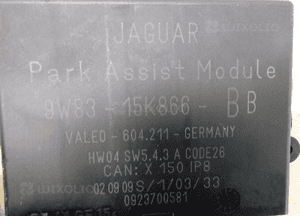 JAGUAR
Park Assist Module
9W83 - 15K866 - BB
VALEO - 604.211 - GERMANY
HW04 SW5.4.3 A CODE26
CAN: X 150 IP8
02 09 09 S/1/03/33
0923700581